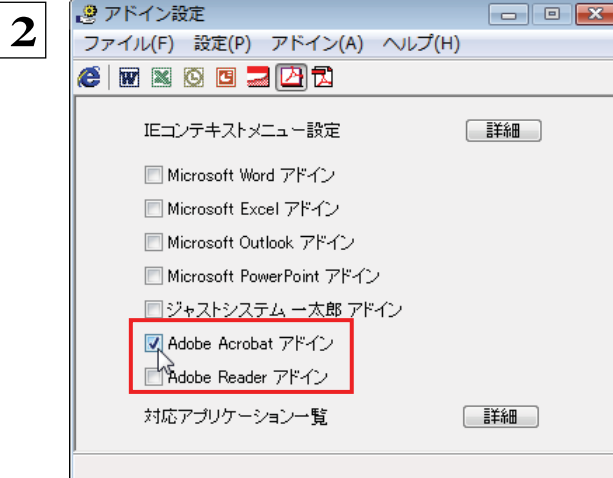 2
アドイン設定
ファイル(F) 設定(P) アドイン(A) ヘルプ(H)
IEコンテキストメニュー設定 詳細
Microsoft Word アドイン
Microsoft Excel アドイン
Microsoft Outlook アドイン
Microsoft PowerPoint アドイン
ジャストシステム 一太郎 アドイン
Adobe Acrobat アドイン
Adobe Reader アドイン
対応アプリケーション一覧 詳細